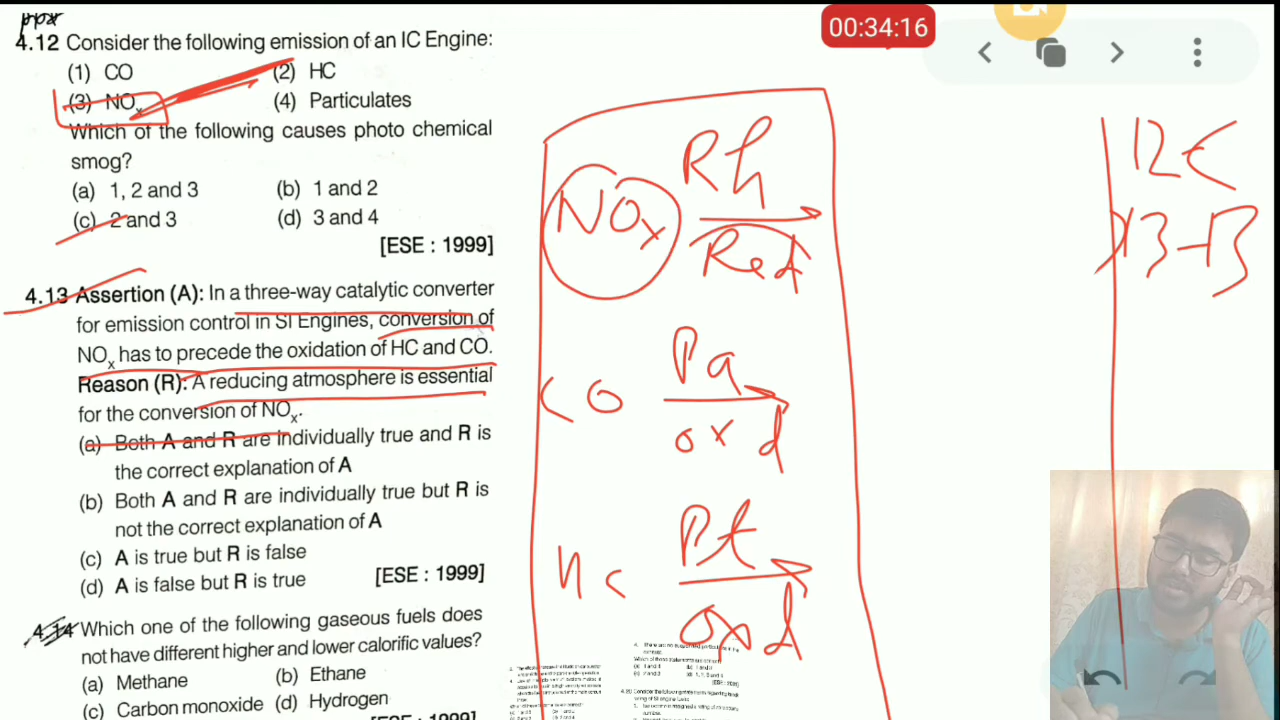 ppx
4.12 Consider the following emission of an IC Engine:
(1) CO (2) HC
(3) NOx (4) Particulates
Which of the following causes photo chemical
smog?
(a) 1, 2 and 3 (b) 1 and 2
(c) 2 and 3 (d) 3 and 4
[ESE : 1999]
4.13 Assertion (A): In a three-way catalytic converter
for emission control in SI Engines, conversion of
NOx has to precede the oxidation of HC and CO.
Reason (R): A reducing atmosphere is essential
for the conversion of NOx.
(a) Both A and R are individually true and R is
the correct explanation of A
(b) Both A and R are individually true but R is
not the correct explanation of A
(c) A is true but R is false
(d) A is false but R is true [ESE : 1999]
4.14 Which one of the following gaseous fuels does
not have different higher and lower calorific values?
(a) Methane (b) Ethane
(c) Carbon monoxide (d) Hydrogen
[ESE : 1999]
00:34:16
NOx Rh
Red
CO Pa
oxd
HC Pt
Oxd
12 C
13-13